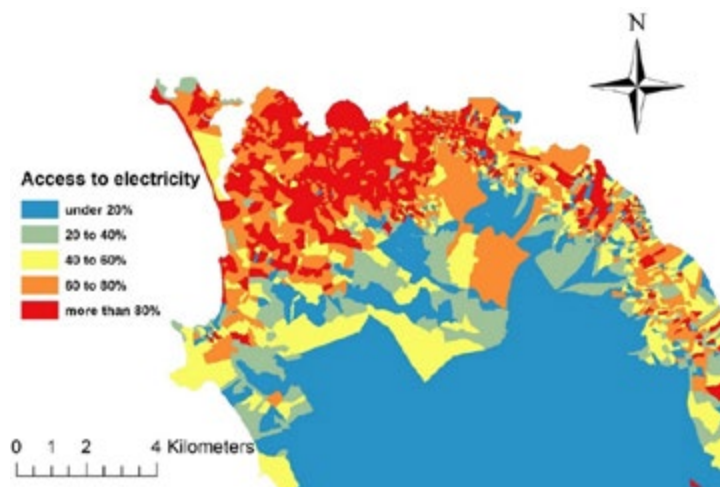 N
Access to electricity
under 20%
20 to 40%
40 to 60%
60 to 80%
more than 80%
0 1 2 4 Kilometers